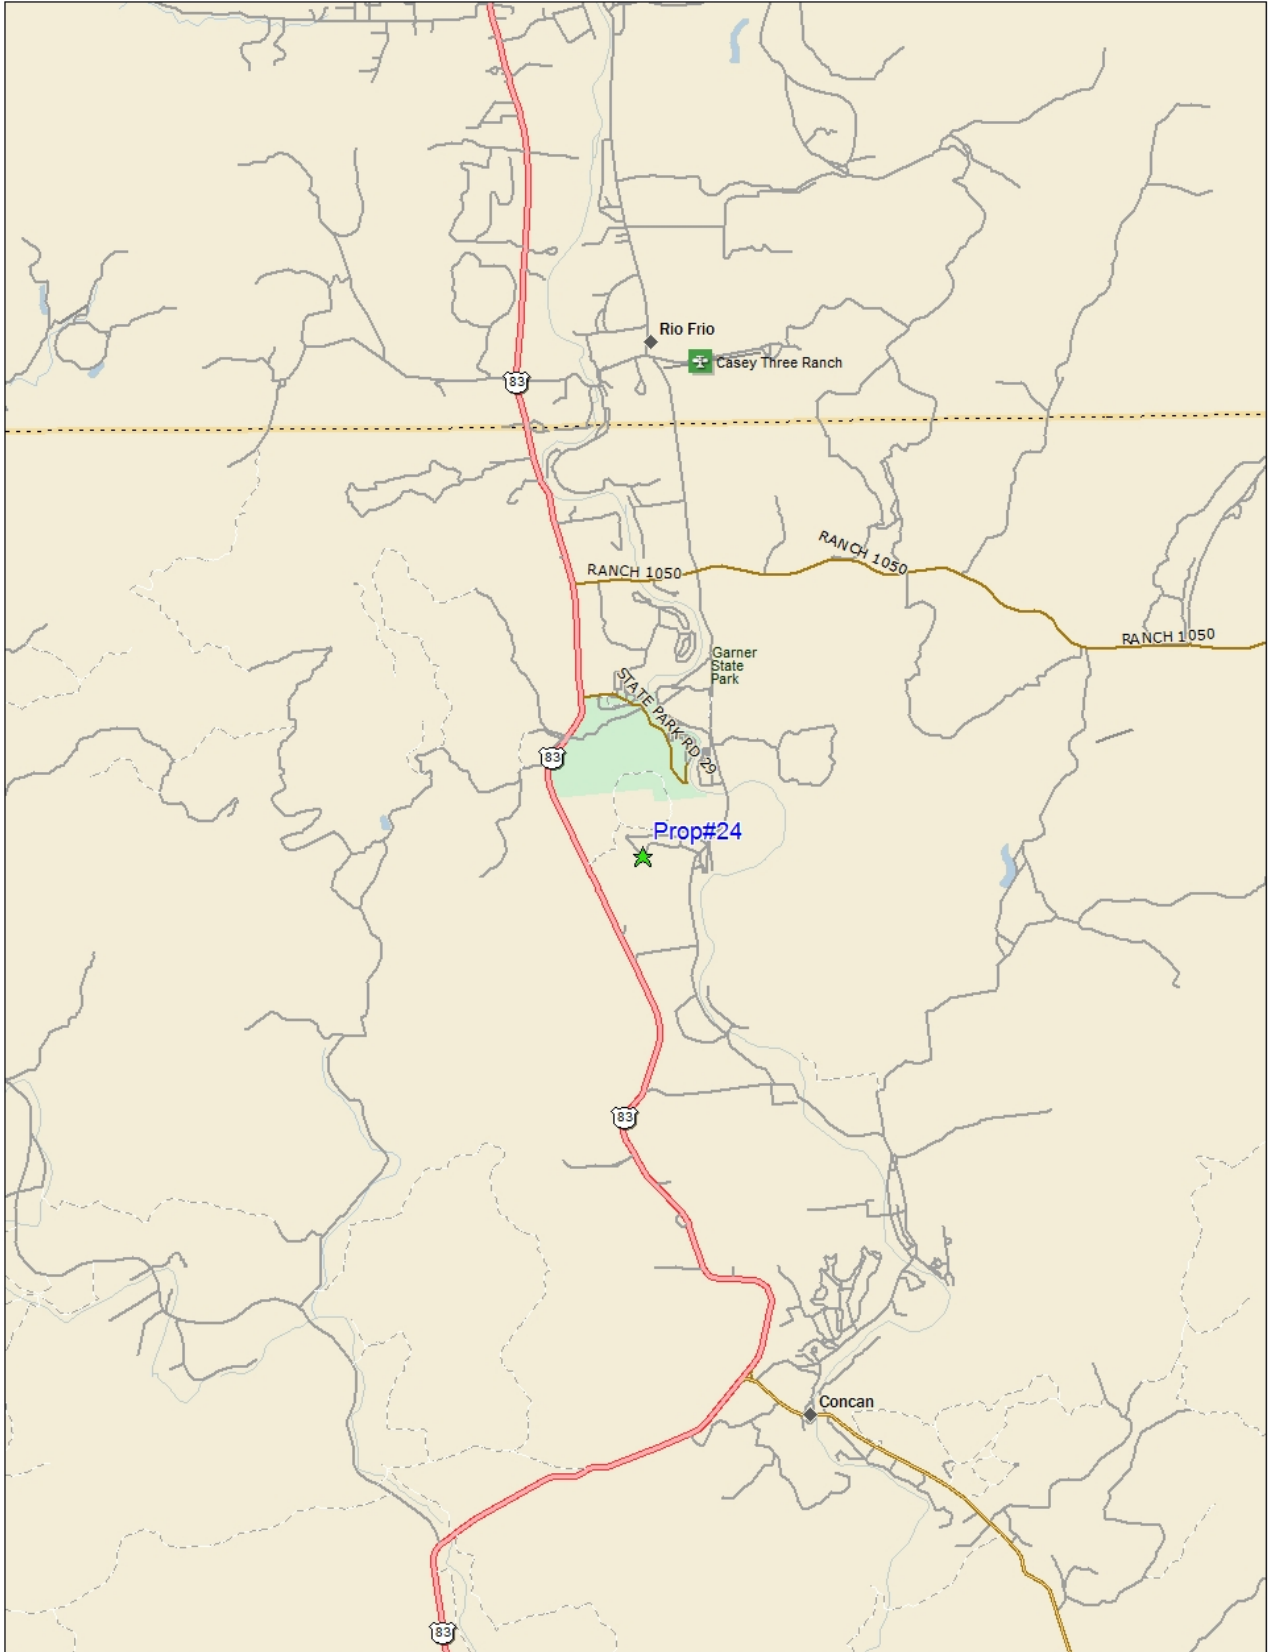 Rio Frio
Casey Three Ranch
83
RANCH 1050
RANCH 1050
RANCH 1050
Garner
State
Park
STATE PARK RD 29
83
Prop#24
83
Concan
83